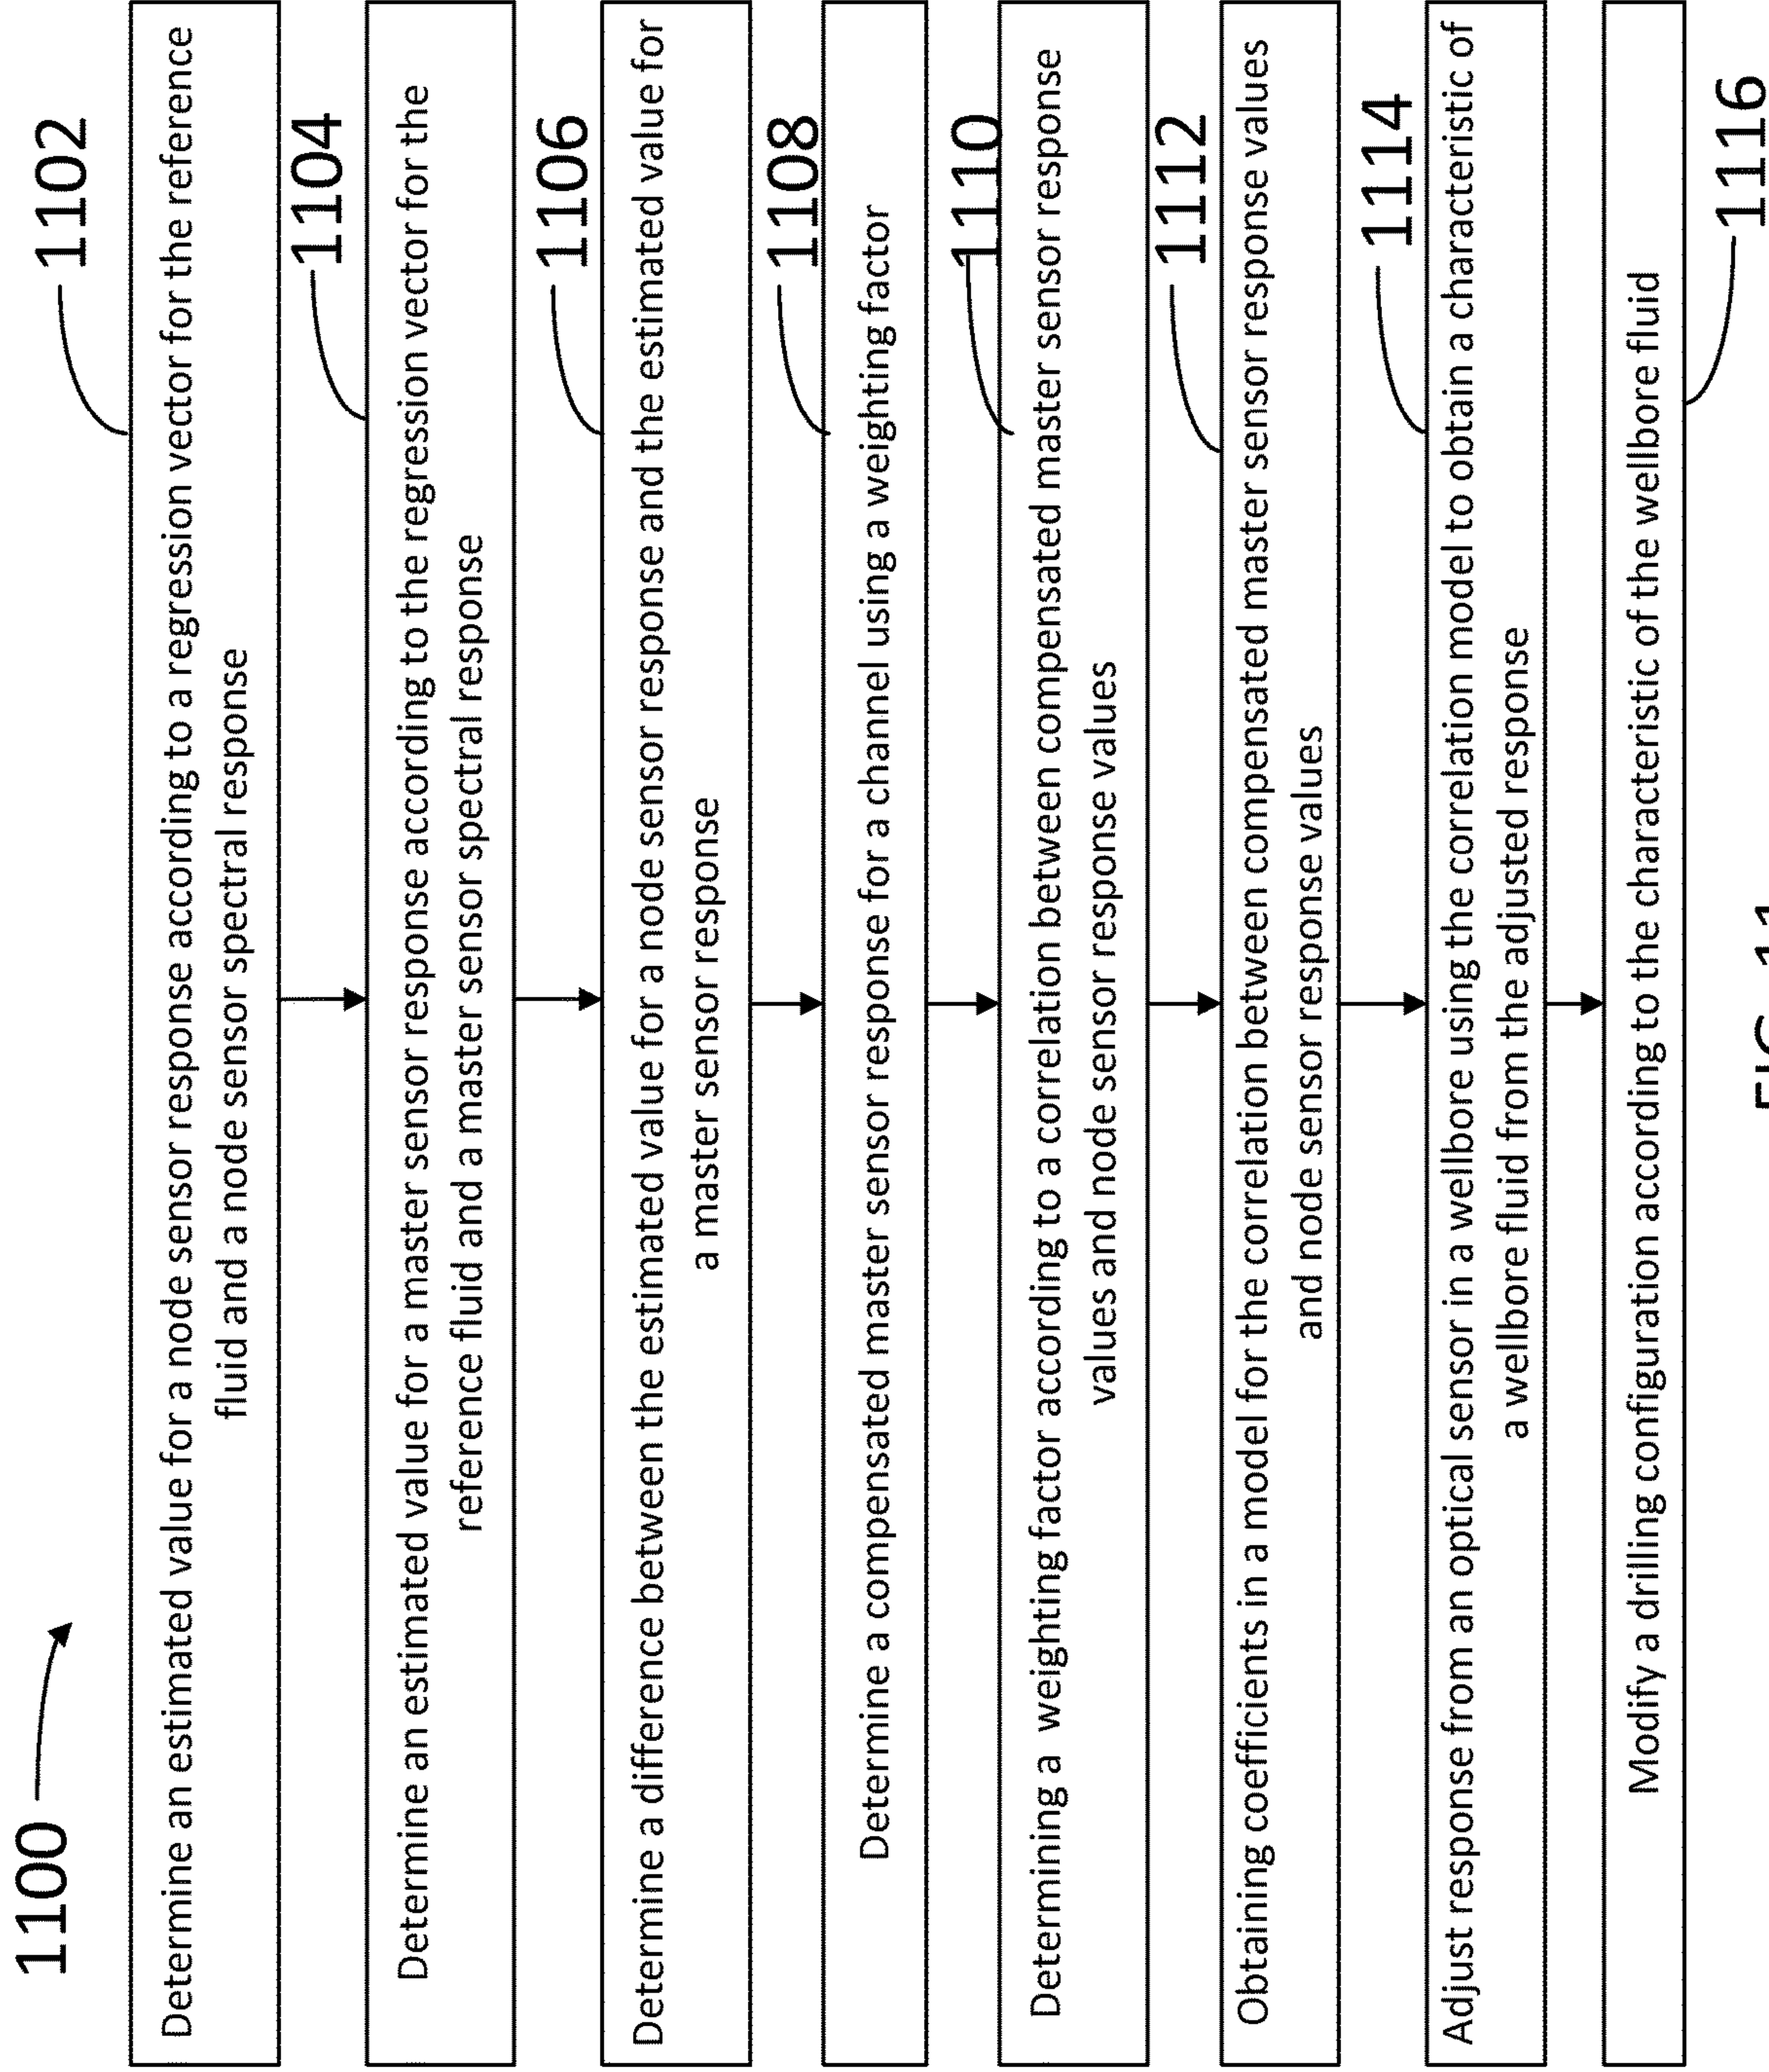 1100
1102
Determine an estimated value for a node sensor response according to a regression vector for the reference
fluid and a node sensor spectral response
1104
Determine an estimated value for a master sensor response according to the regression vector for the
reference fluid and a master sensor spectral response
1106
Determine a difference between the estimated value for a node sensor response and the estimated value for
a master sensor response
1108
Determine a compensated master sensor response for a channel using a weighting factor
1110
Determining a weighting factor according to a correlation between compensated master sensor response
values and node sensor response values
1112
Obtaining coefficients in a model for the correlation between compensated master sensor response values
and node sensor response values
1114
Adjust response from an optical sensor in a wellbore using the correlation model to obtain a characteristic of
a wellbore fluid from the adjusted response
1116
Modify a drilling configuration according to the characteristic of the wellbore fluid